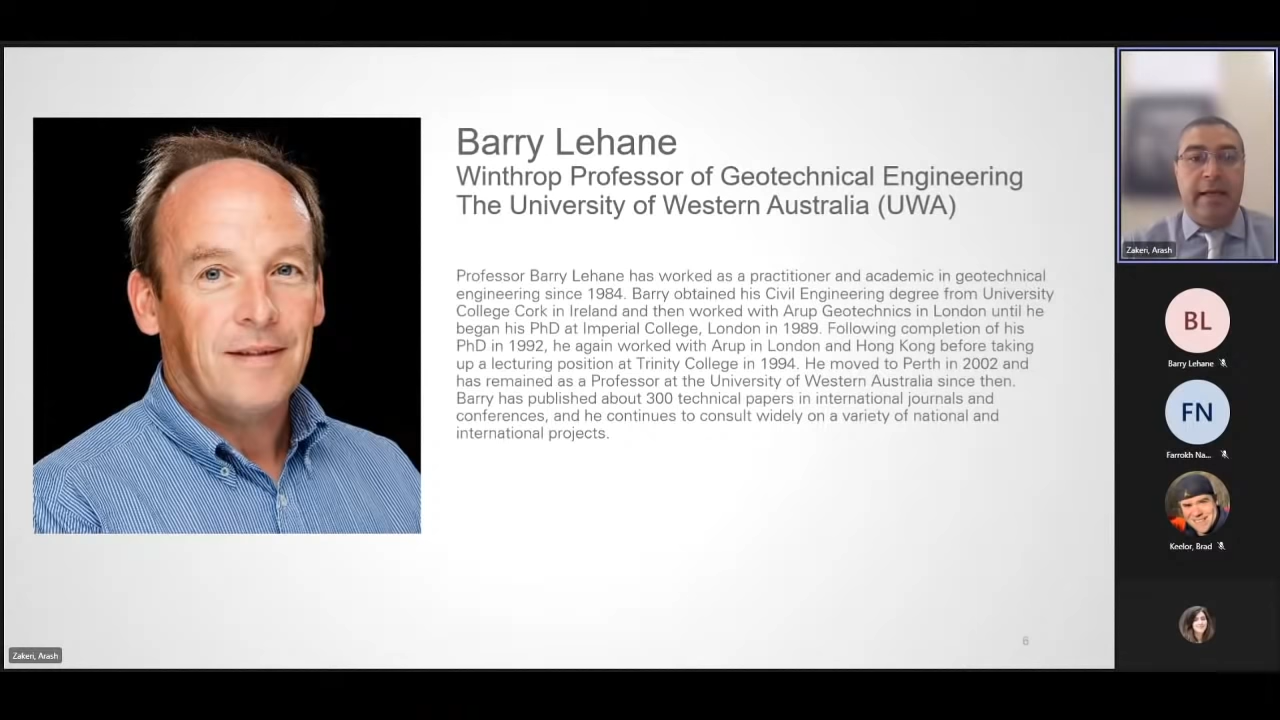 Barry Lehane
Winthrop Professor of Geotechnical Engineering
The University of Western Australia (UWA)
Professor Barry Lehane has worked as a practitioner and academic in geotechnical
engineering since 1984. Barry obtained his Civil Engineering degree from University
College Cork in Ireland and then worked with Arup Geotechnics in London until he
began his PhD at Imperial College, London in 1989. Following completion of his
PhD in 1992, he again worked with Arup in London and Hong Kong before taking
up a lecturing position at Trinity College in 1994. He moved to Perth in 2002 and
has remained as a Professor at the University of Western Australia since then.
Barry has published about 300 technical papers in international journals and
conferences, and he continues to consult widely on a variety of national and
international projects.
6
Zakeri, Arash
Zakeri, Arash
BL
Barry Lehane
FN
Farrokh Na...
Keelor, Brad